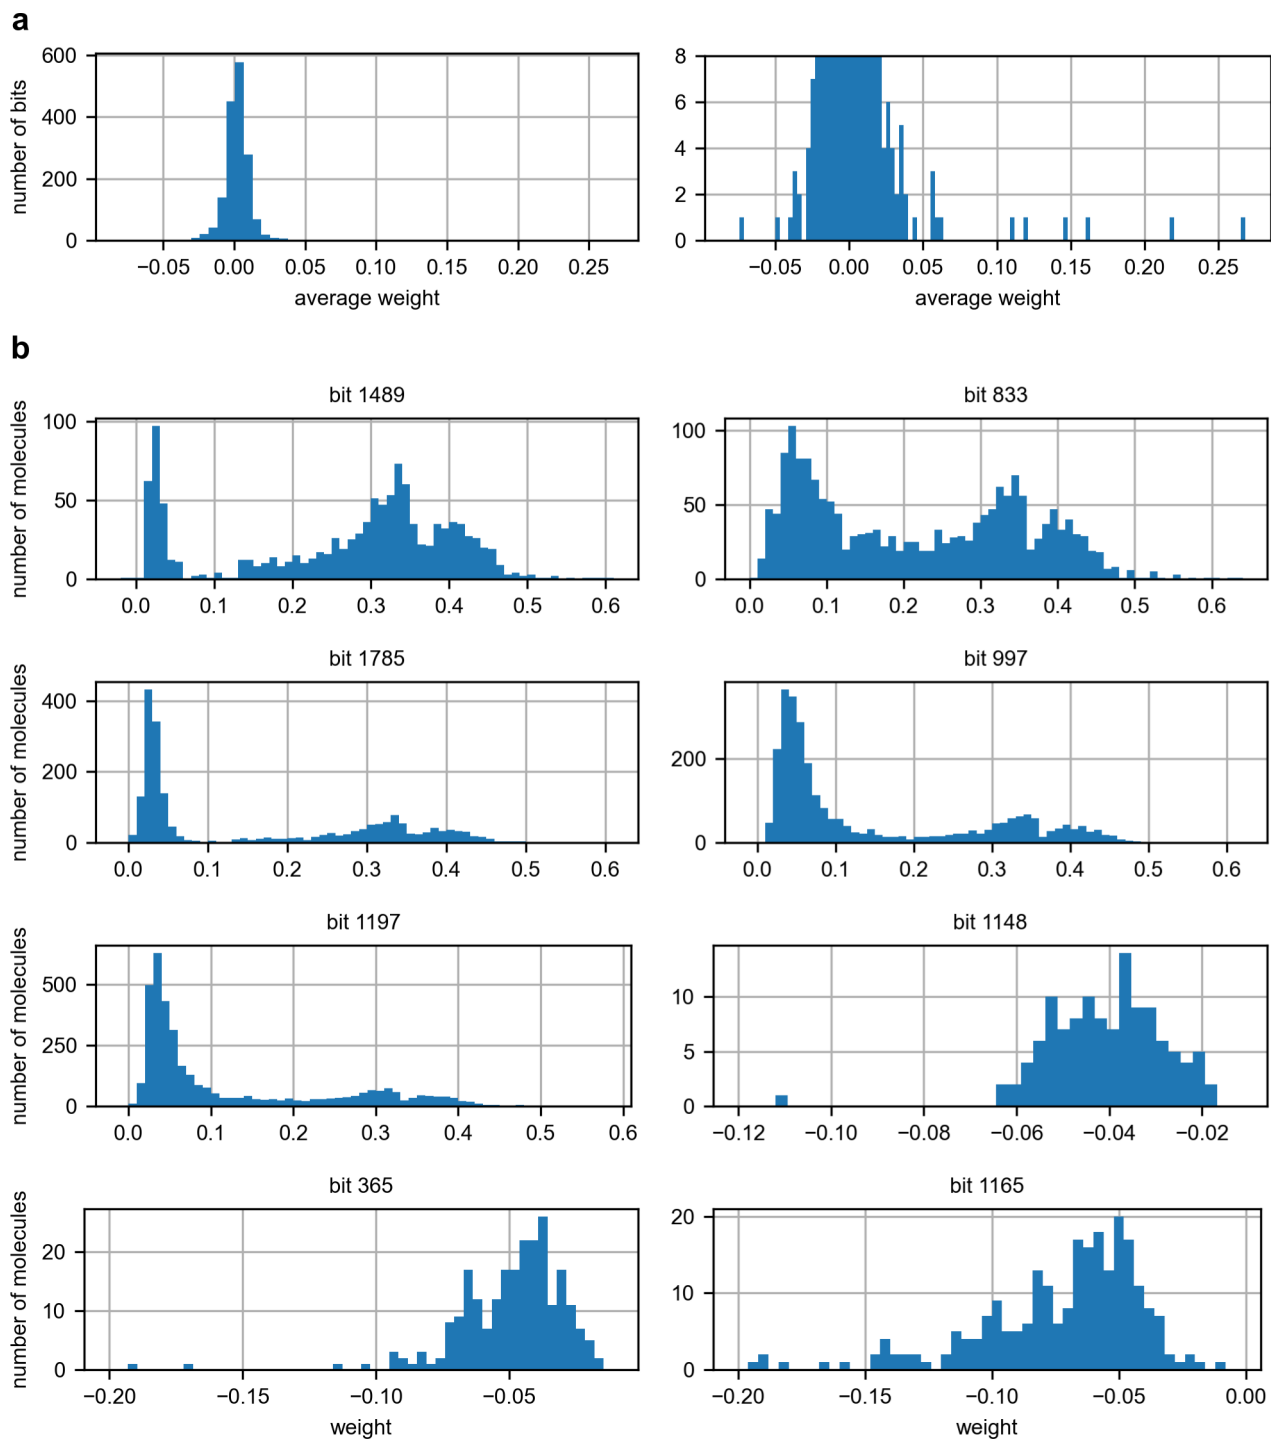 a
600
400
200
0
number of bits
−0.05 0.00 0.05 0.10 0.15 0.20 0.25
average weight
8
6
4
2
0
−0.05 0.00 0.05 0.10 0.15 0.20 0.25
average weight
b
bit 1489
number of molecules
100
50
0
0.0 0.1 0.2 0.3 0.4 0.5 0.6
bit 833
100
50
0
0.0 0.1 0.2 0.3 0.4 0.5 0.6
bit 1785
number of molecules
400
200
0
0.0 0.1 0.2 0.3 0.4 0.5 0.6
bit 997
200
0
0.0 0.1 0.2 0.3 0.4 0.5 0.6
bit 1197
number of molecules
500
250
0
0.0 0.1 0.2 0.3 0.4 0.5 0.6
bit 1148
10
5
0
−0.12 −0.10 −0.08 −0.06 −0.04 −0.02
bit 365
number of molecules
20
10
0
−0.20 −0.15 −0.10 −0.05
weight
bit 1165
20
10
0
−0.20 −0.15 −0.10 −0.05 0.00
weight